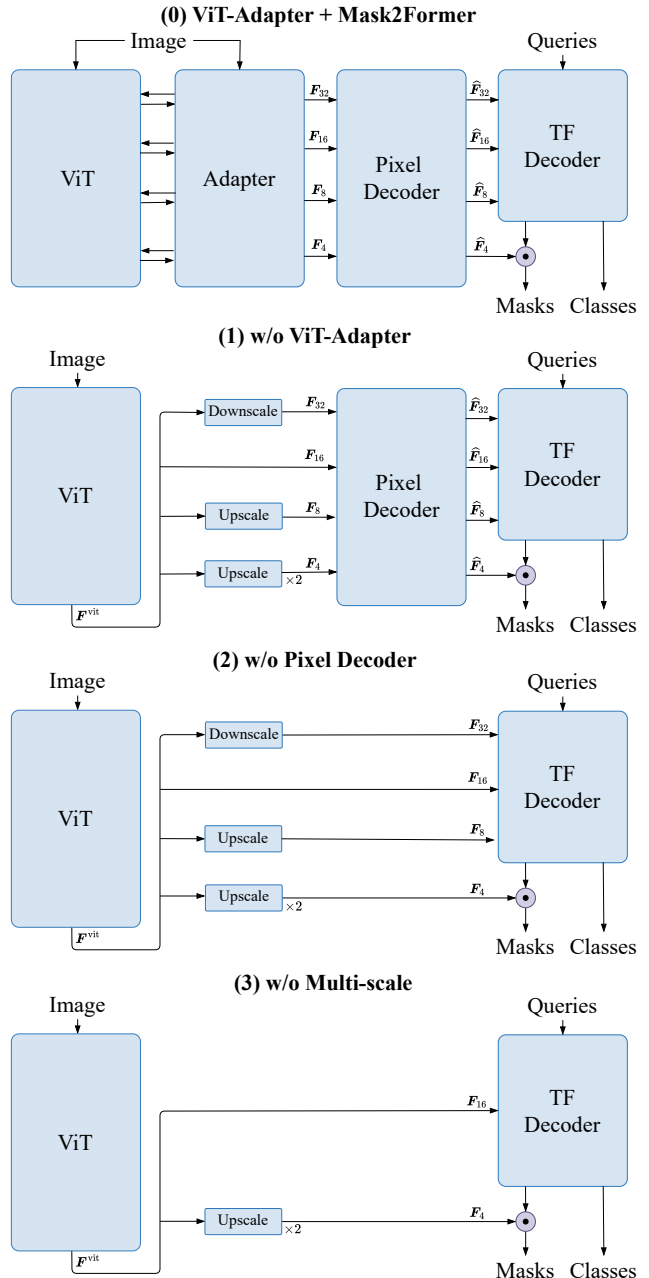 (0) ViT-Adapter + Mask2Former
Image
Queries
ViT
Adapter
Pixel
Decoder
TF
Decoder
F₃₂
F₁₆
F₈
F₄
F̂₃₂
F̂₁₆
F̂₈
F̂₄
Masks
Classes
(1) w/o ViT-Adapter
Image
Queries
ViT
Downscale
Upscale
Upscale
×2
F₃₂
F₁₆
F₈
F₄
Pixel
Decoder
F̂₃₂
F̂₁₆
F̂₈
F̂₄
TF
Decoder
Fᵛⁱᵗ
Masks
Classes
(2) w/o Pixel Decoder
Image
Queries
ViT
Downscale
Upscale
Upscale
×2
F₃₂
F₁₆
F₈
F₄
TF
Decoder
Fᵛⁱᵗ
Masks
Classes
(3) w/o Multi-scale
Image
Queries
ViT
F₁₆
TF
Decoder
Upscale
×2
F₄
Fᵛⁱᵗ
Masks
Classes